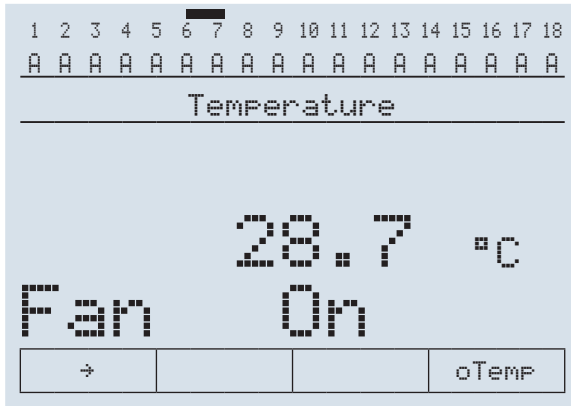 1 2 3 4 5 6 7 8 9 10 11 12 13 14 15 16 17 18
A A A A A A A A A A A A A A A A A A
Temperature
28.7 °C
Fan On
→ oTemp